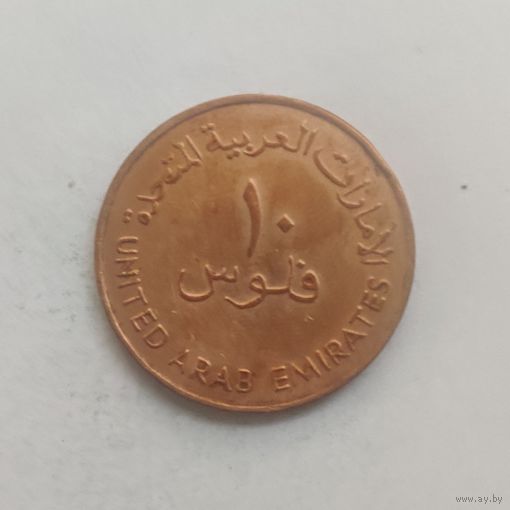 الإمارات العربية المتحدة
١٠
فلوس
UNITED ARAB EMIRATES
www.ay.by